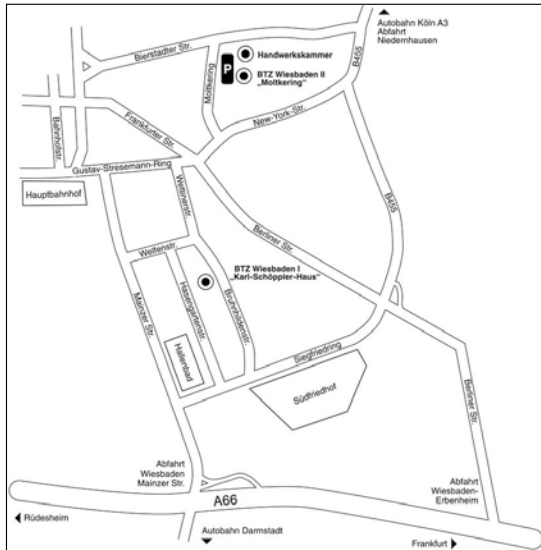 Autobahn Köln A3
Abfahrt
Niedernhausen
Bierstadter Str.
B455
Handwerkskammer
P
BTZ Wiesbaden II
„Moltkering“
Moltkering
New-York-Str.
Frankfurter Str.
Bahnhofstr.
Gustav-Stresemann-Ring
Hauptbahnhof
Wettinerstr.
B455
Berliner Str.
Welfenstr.
BTZ Wiesbaden I
„Karl-Schöppler-Haus“
Mainzer Str.
Hasengartenstr.
Brunhildenstr.
Hallenbad
Siegfriedring
Südfriedhof
Berliner Str.
Abfahrt
Wiesbaden
Mainzer Str.
Abfahrt
Wiesbaden-
Erbenheim
A66
Rüdesheim
Autobahn Darmstadt
Frankfurt